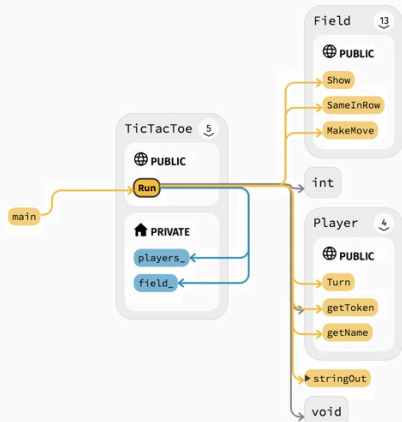 Field 13
PUBLIC
Show
SameInRow
MakeMove
TicTacToe 5
PUBLIC
Run
PRIVATE
players_
field_
main
int
Player 4
PUBLIC
Turn
getToken
getName
stringOut
void